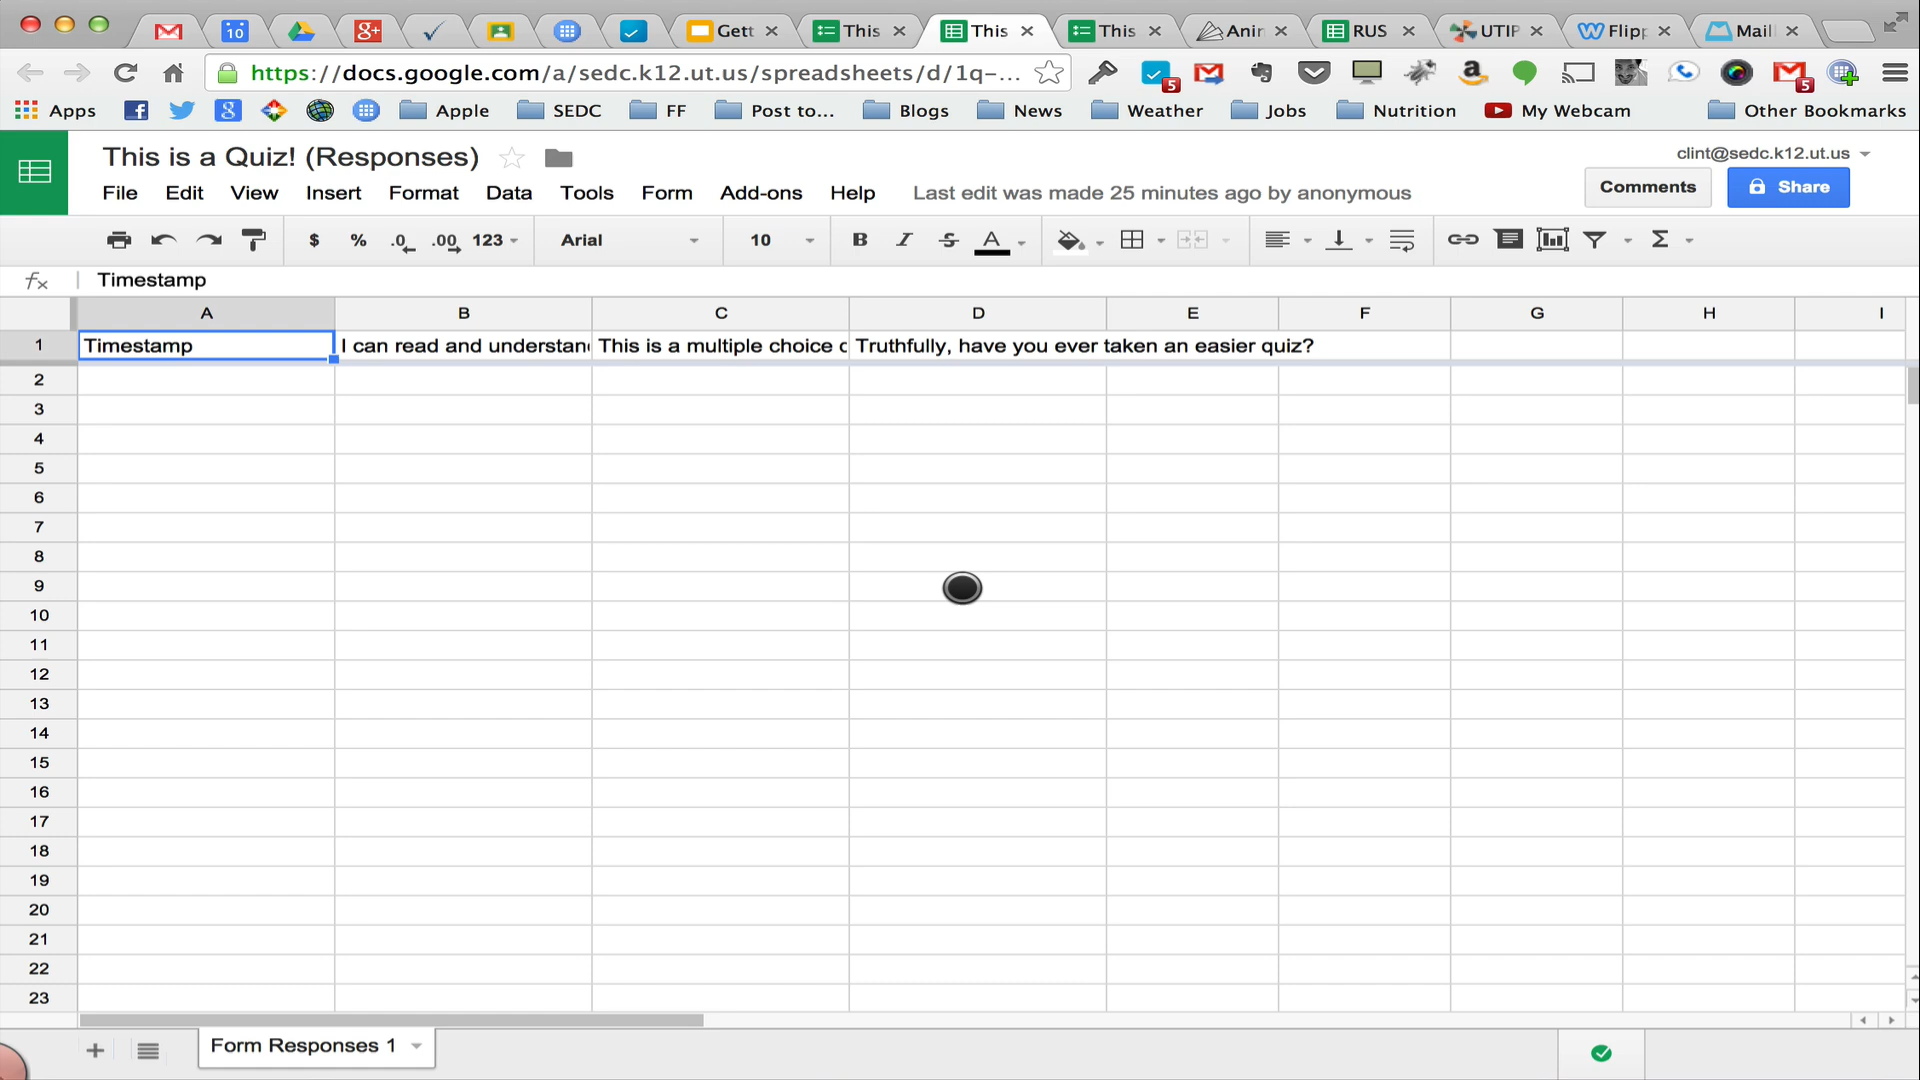 10 Gett This This This Anir RUS UTIP Flipp Mail
https://docs.google.com/a/sedc.k12.ut.us/spreadsheets/d/1q-... 5 5
Apps Apple SEDC FF Post to... Blogs News Weather Jobs Nutrition My Webcam Other Bookmarks
This is a Quiz! (Responses)
clint@sedc.k12.ut.us
File Edit View Insert Format Data Tools Form Add-ons Help Last edit was made 25 minutes ago by anonymous
Comments Share
$ % .0 .00 123 Arial 10 B I S A Σ
fx Timestamp
A B C D E F G H I
1 Timestamp I can read and understan This is a multiple choice Truthfully, have you ever taken an easier quiz?
2
3
4
5
6
7
8
9
10
11
12
13
14
15
16
17
18
19
20
21
22
23
Form Responses 1